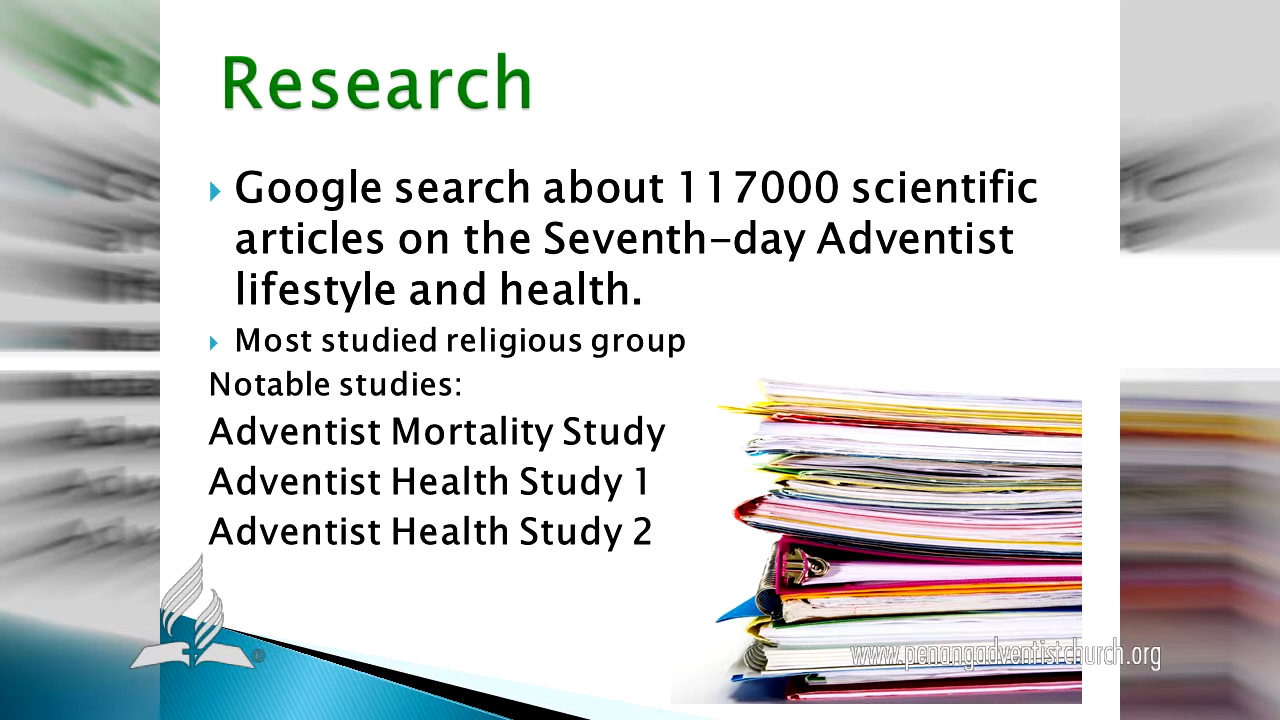 Research
Google search about 117000 scientific
articles on the Seventh-day Adventist
lifestyle and health.
Most studied religious group
Notable studies:
Adventist Mortality Study
Adventist Health Study 1
Adventist Health Study 2
www.penangadventistchurch.org